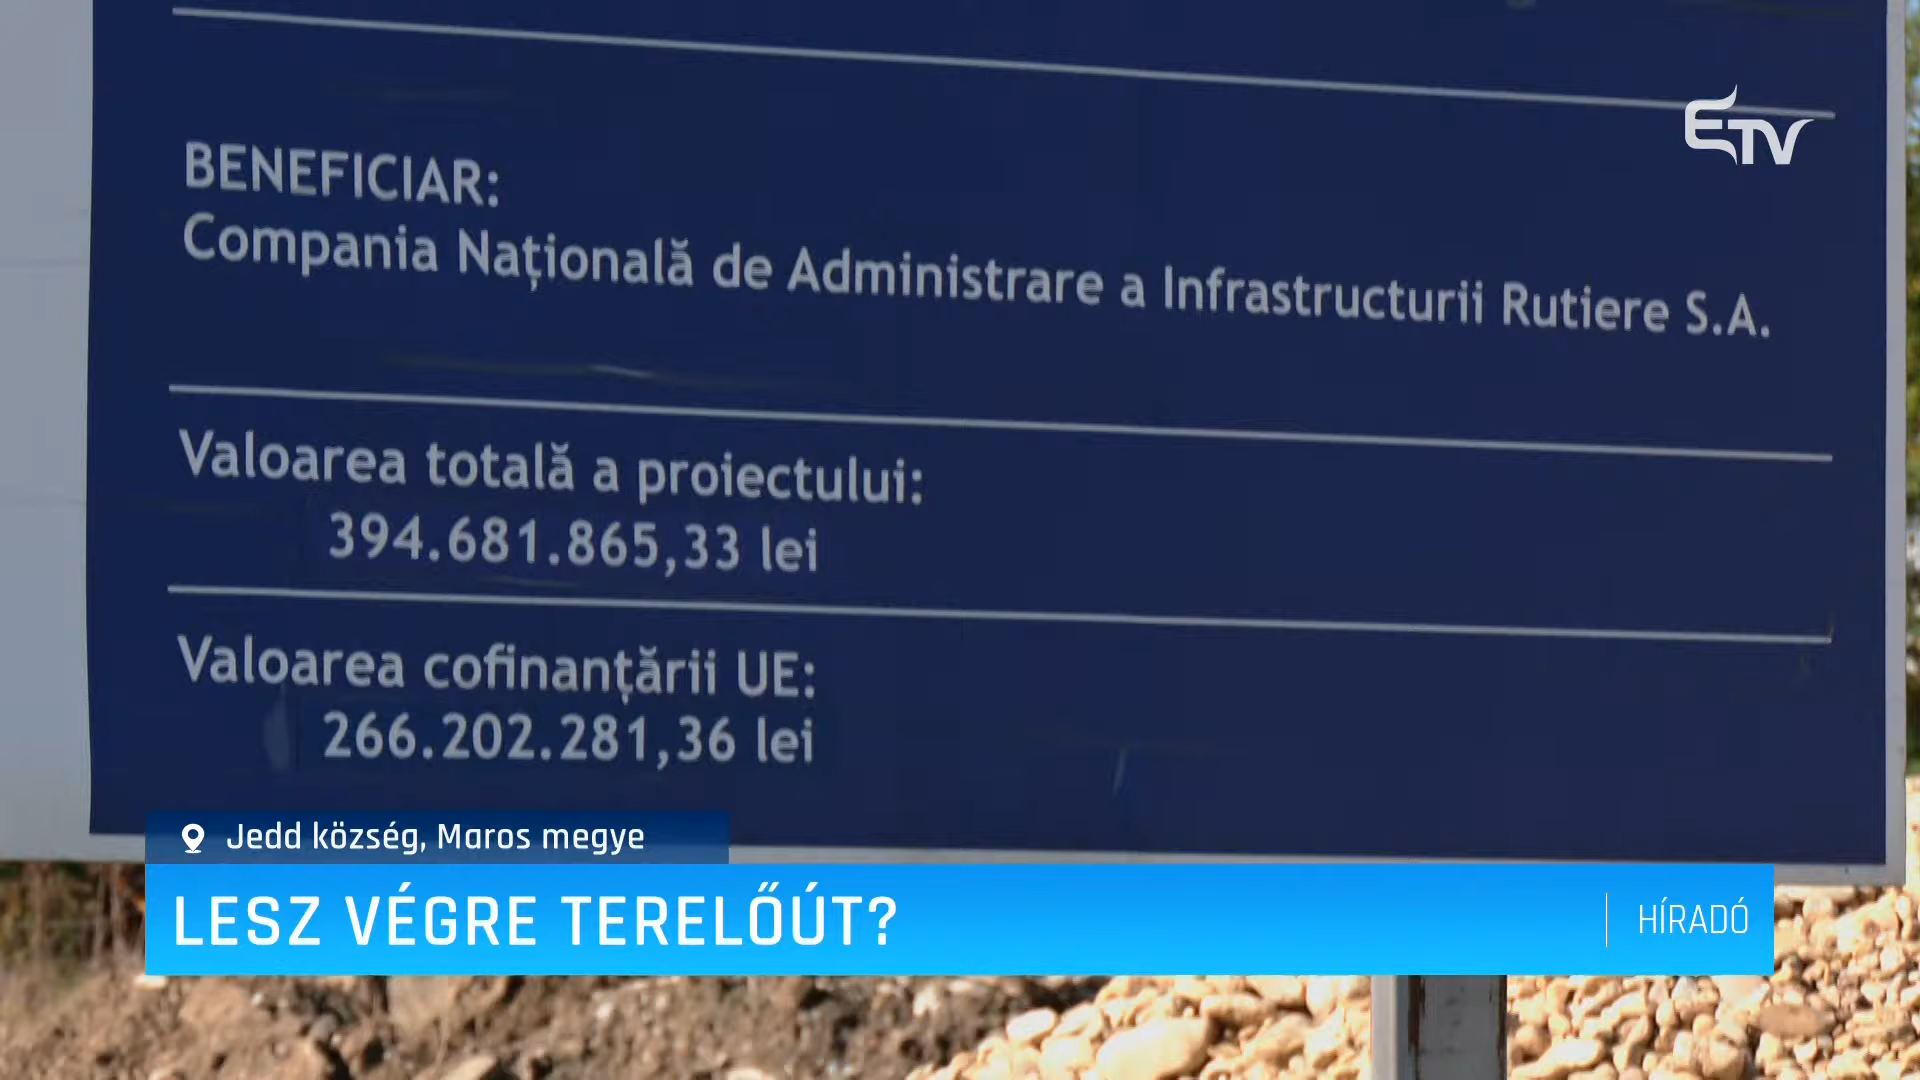 ETV
BENEFICIAR:
Compania Națională de Administrare a Infrastructurii Rutiere S.A.
Valoarea totală a proiectului:
394.681.865,33 lei
Valoarea cofinanțării UE:
266.202.281,36 lei
Jedd község, Maros megye
LESZ VÉGRE TERELŐÚT?
HÍRADÓ